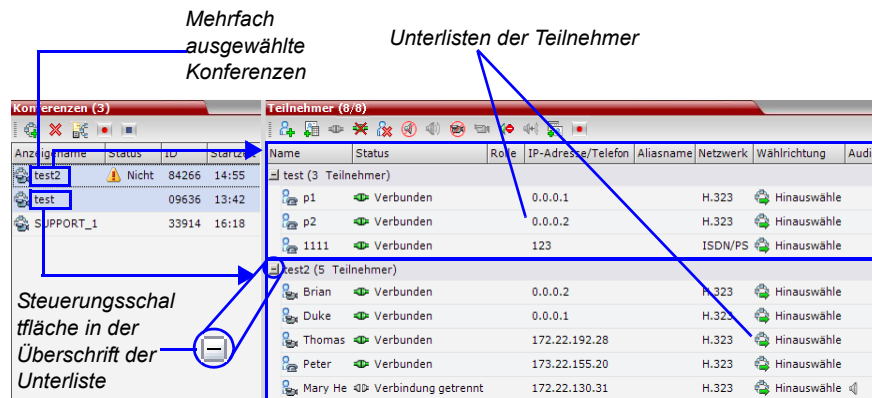 Mehrfach
ausgewählte
Konferenzen
Unterlisten der Teilnehmer
Konferenzen (3)
Anzeigename Status ID Startzeit
test2 Nicht 84266 14:55
test 09636 13:42
SUPPORT_1 33914 16:18
Steuerungsschal
tfläche in der
Überschrift der
Unterliste
Teilnehmer (8/8)
Name Status Rolle IP-Adresse/Telefon Aliasname Netzwerk Wählrichtung Audi
test (3 Teilnehmer)
p1 Verbunden 0.0.0.1 H.323 Hinauswähle
p2 Verbunden 0.0.0.2 H.323 Hinauswähle
1111 Verbunden 123 ISDN/PS Hinauswähle
test2 (5 Teilnehmer)
Brian Verbunden 0.0.0.2 H.323 Hinauswähle
Duke Verbunden 0.0.0.1 H.323 Hinauswähle
Thomas Verbunden 172.22.192.28 H.323 Hinauswähle
Peter Verbunden 173.22.155.20 H.323 Hinauswähle
Mary He Verbindung getrennt 172.22.130.31 H.323 Hinauswähle